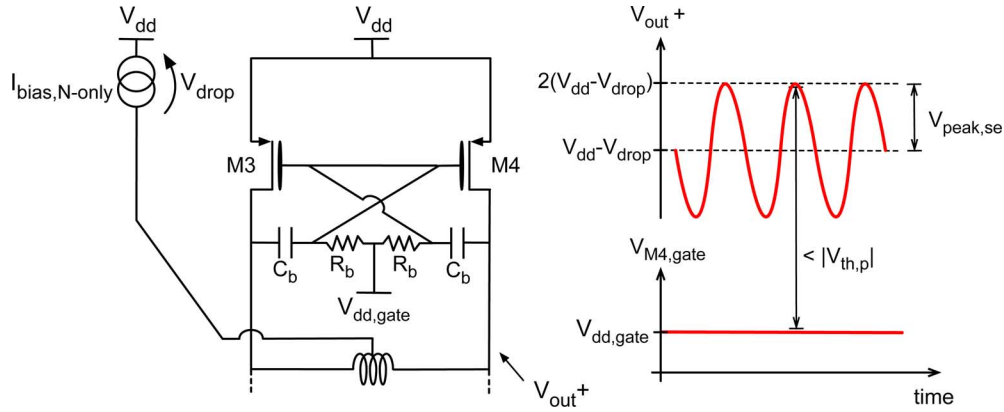 V_dd
V_dd
I_bias,N-only
V_drop
M3
M4
C_b
R_b
R_b
C_b
V_dd,gate
V_out+
V_out+
2(V_dd-V_drop)
V_dd-V_drop
V_peak,se
V_M4,gate
< |V_th,p|
V_dd,gate
time